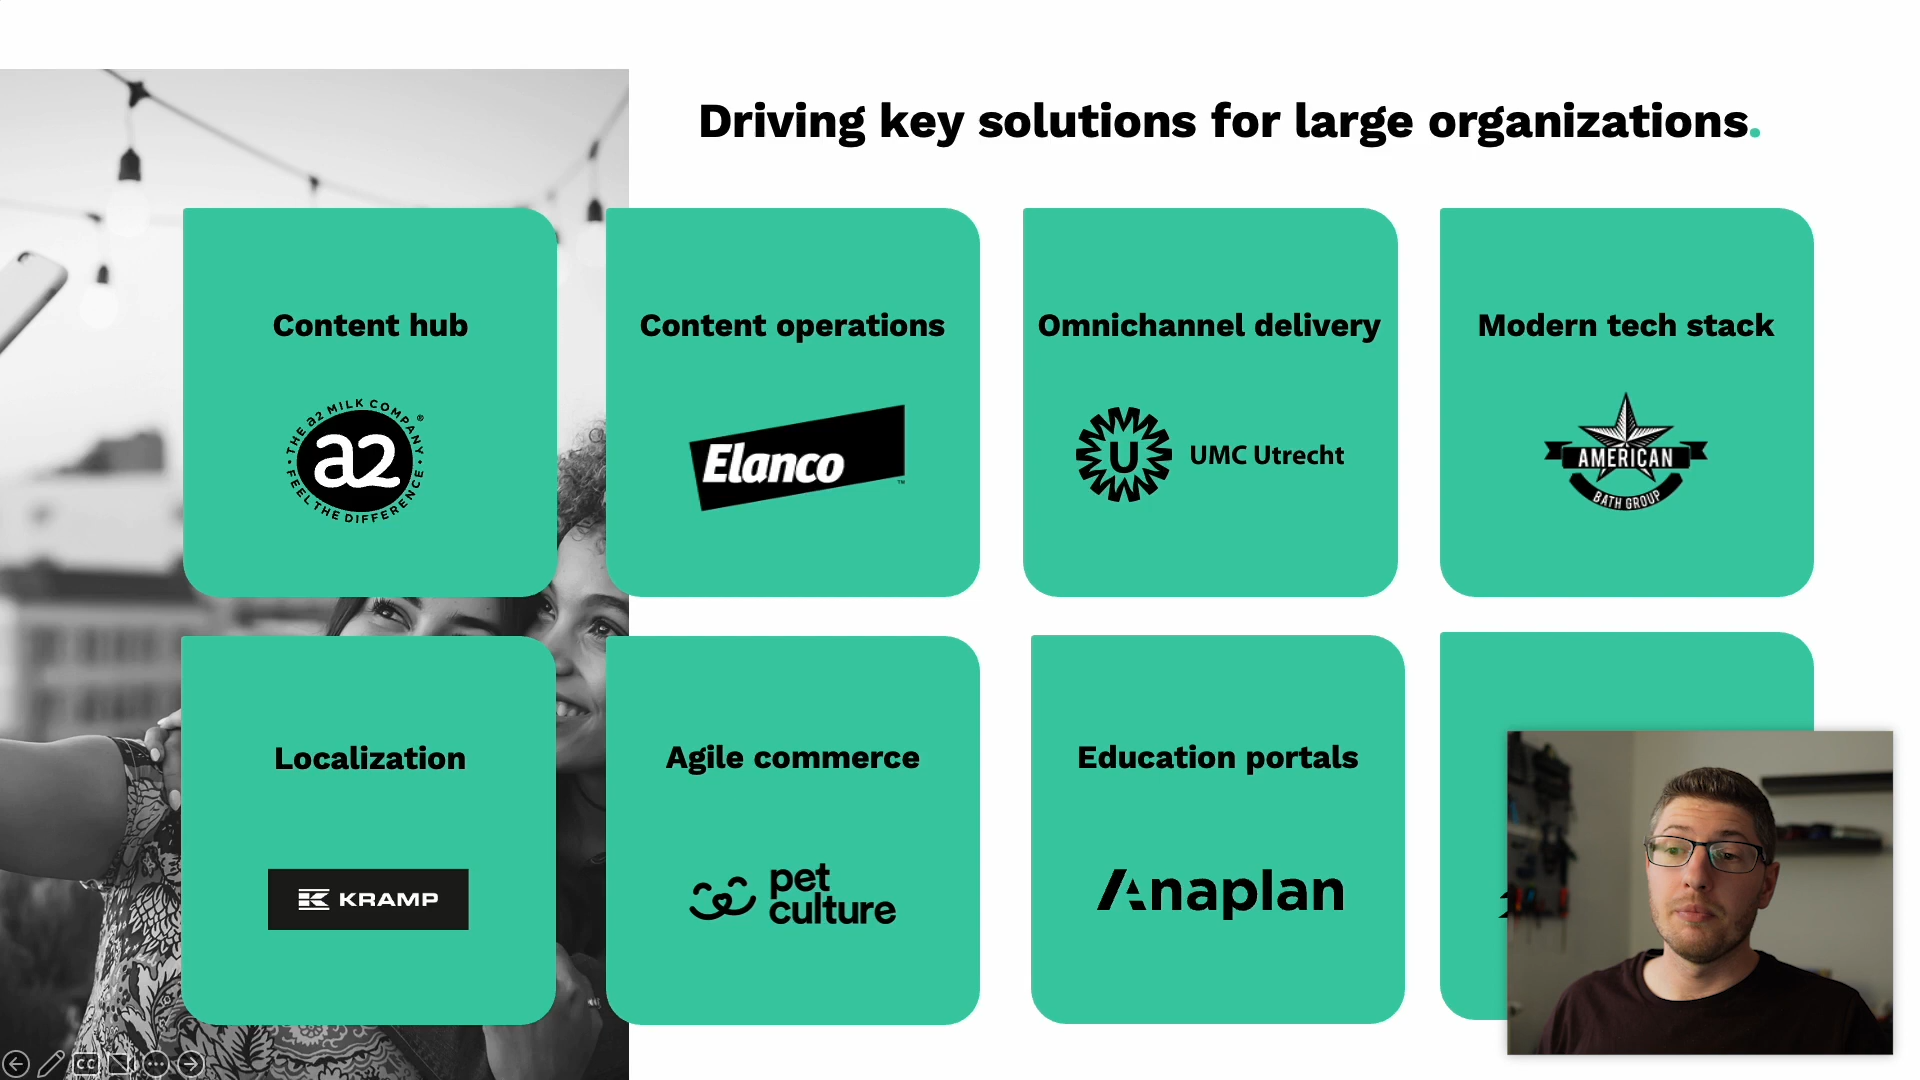 Driving key solutions for large organizations.
Content hub
THE a2 MILK COMPANY
®
a2
FEEL THE DIFFERENCE
Content operations
Elanco
™
Omnichannel delivery
U
UMC Utrecht
Modern tech stack
AMERICAN
BATH GROUP
Localization
K KRAMP
Agile commerce
pet
culture
Education portals
Anaplan
CC